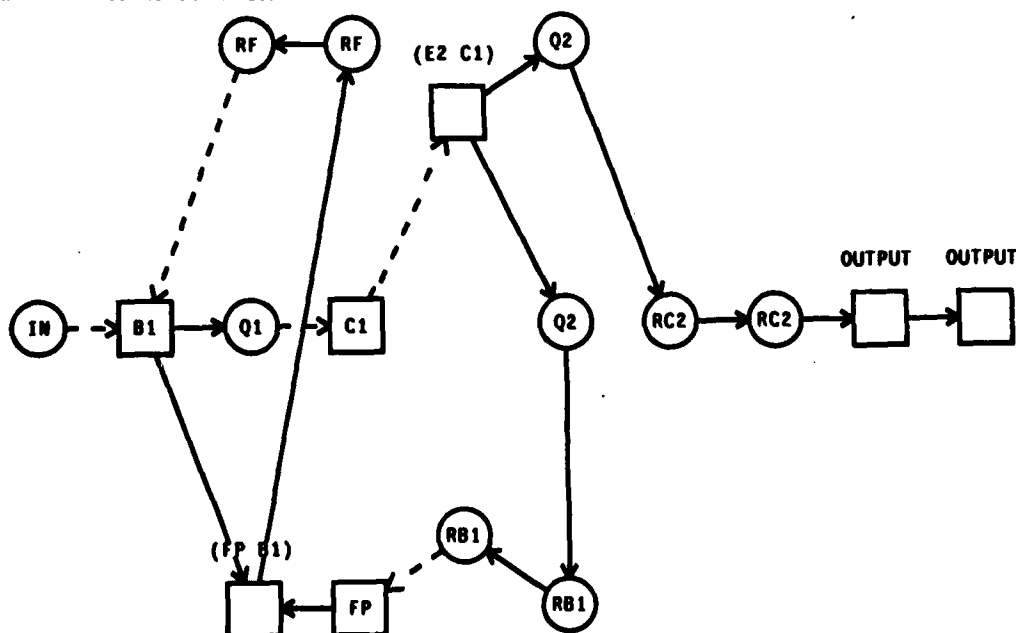 RF RF
(E2 C1) Q2
OUTPUT OUTPUT
IN B1 Q1 C1 Q2 RC2 RC2
(FP B1) RB1
FP RB1